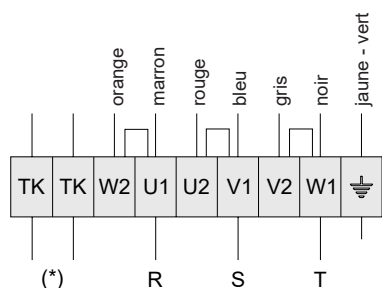 orange
marron
rouge
bleu
gris
noir
jaune - vert
TK TK W2 U1 U2 V1 V2 W1
(*) R S T